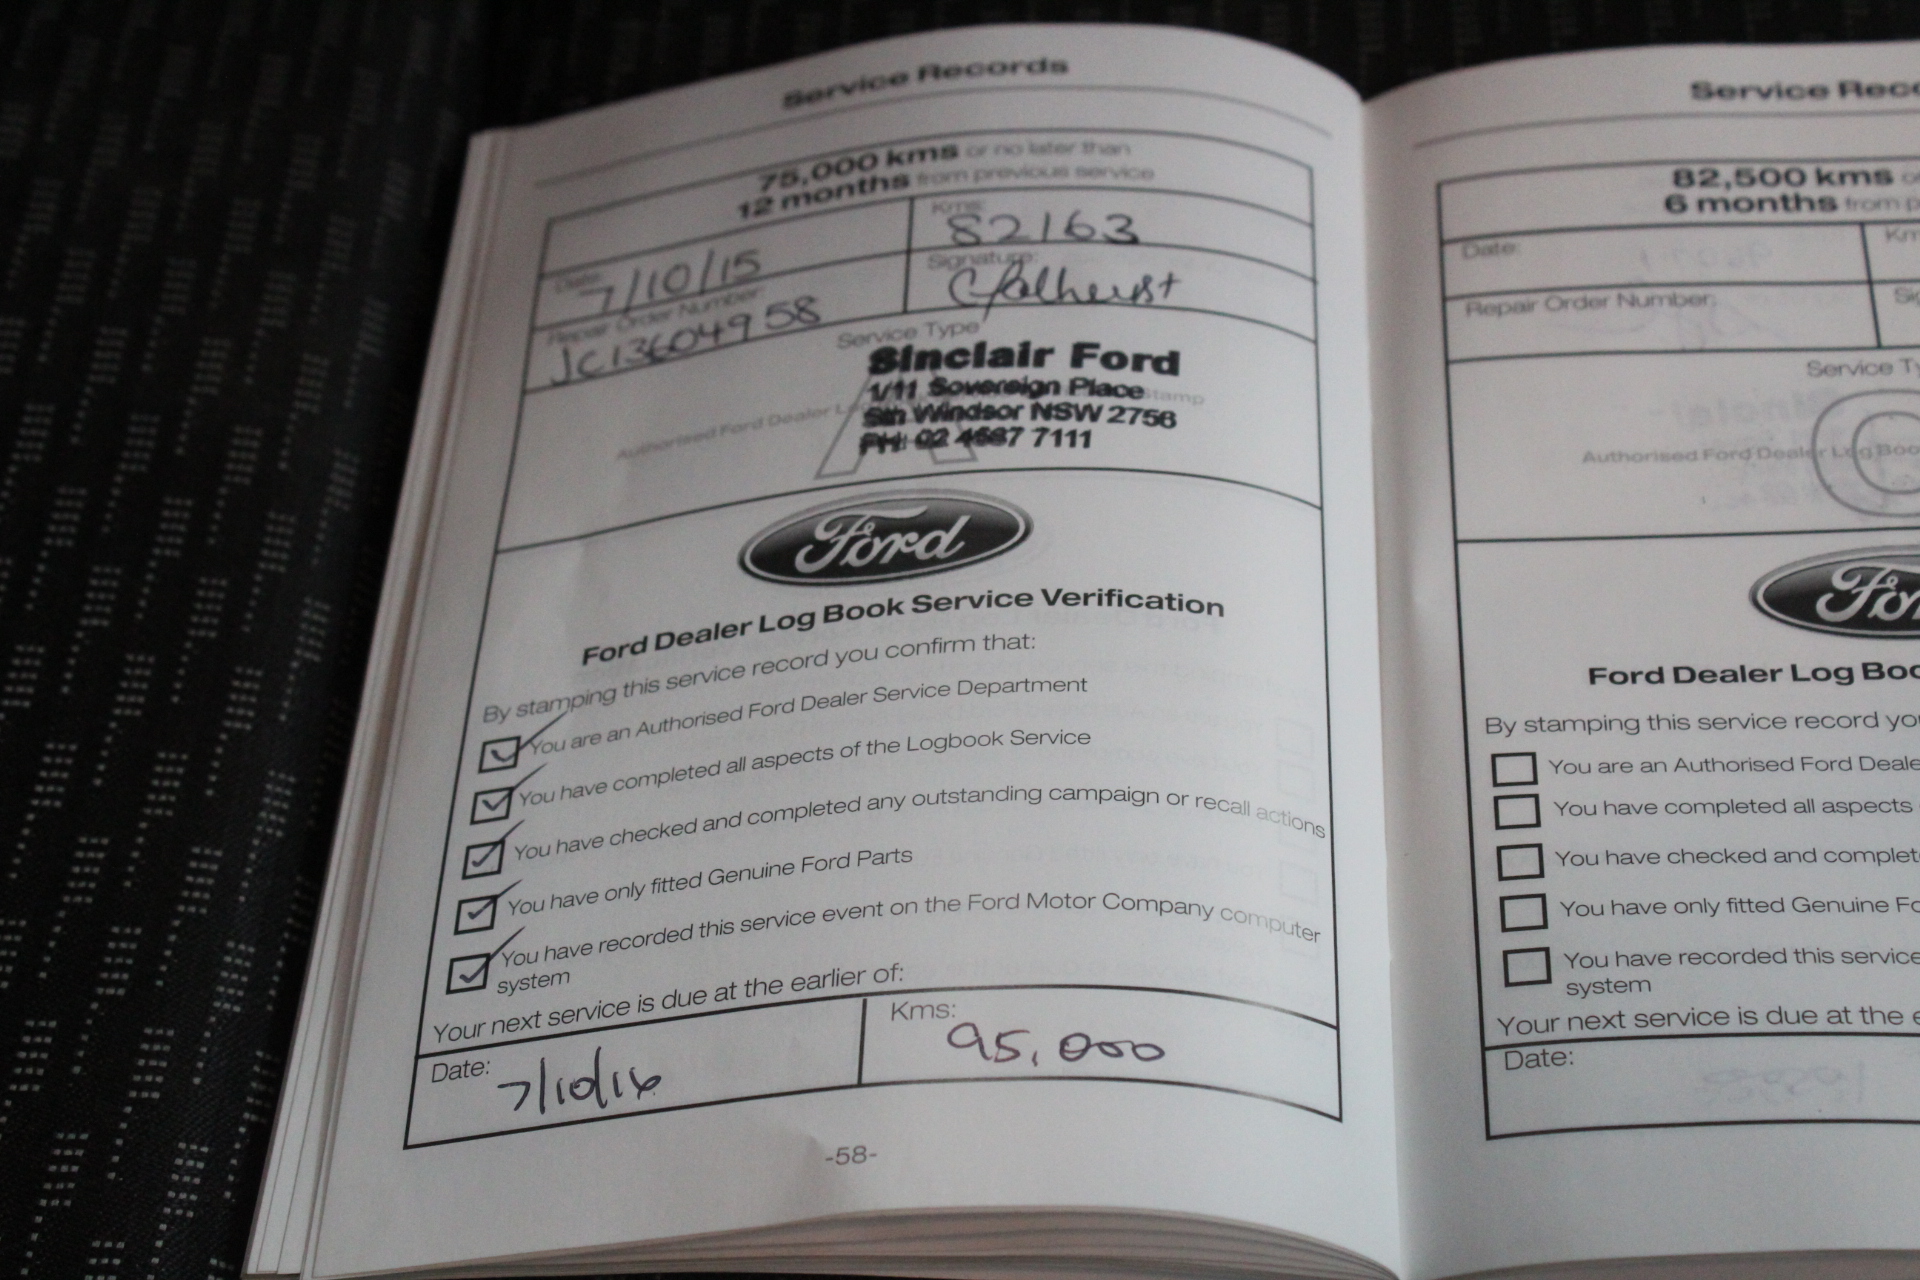 Service Records
75,000 kms or no later than
12 months from previous service
Date: 7/10/15
Kms: 82163
Repair Order Number: JC13604958
Signature:
Service Type
A
Authorised Ford Dealer Stamp
Sinclair Ford
1/11 Sovereign Place
Sth Windsor NSW 2756
PH: 02 4587 7111
Ford
Ford Dealer Log Book Service Verification
By stamping this service record you confirm that:
You are an Authorised Ford Dealer Service Department
You have completed all aspects of the Logbook Service
You have checked and completed any outstanding campaign or recall actions
You have only fitted Genuine Ford Parts
You have recorded this service event on the Ford Motor Company computer
system
Your next service is due at the earlier of:
Date: 7/10/16
Kms: 95,000
-58-
Service Reco
82,500 kms
6 months from p
Date:
Km
Repair Order Number:
Sig
Service Ty
C
Authorised Ford Dealer Log Boo
For
Ford Dealer Log Boo
By stamping this service record you
You are an Authorised Ford Deale
You have completed all aspects
You have checked and complet
You have only fitted Genuine Fo
You have recorded this service
system
Your next service is due at the e
Date: